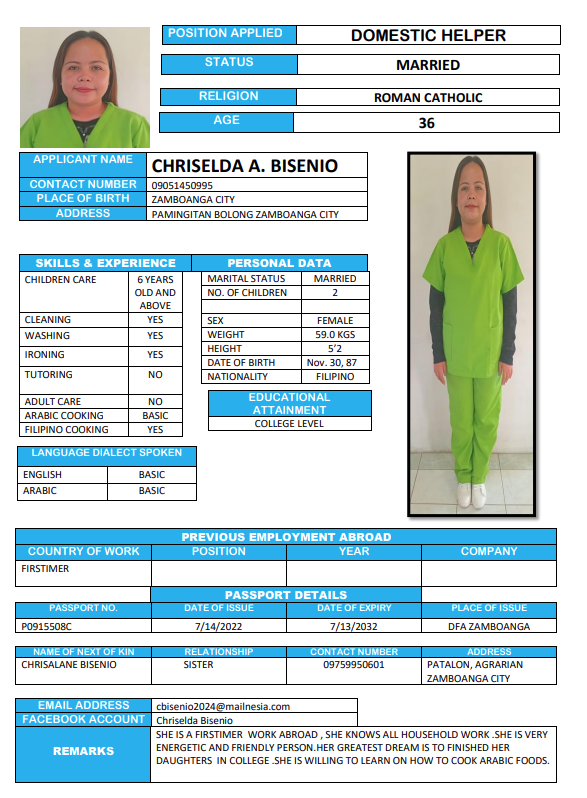 POSITION APPLIED DOMESTIC HELPER
STATUS MARRIED
RELIGION ROMAN CATHOLIC
AGE 36
APPLICANT NAME CHRISELDA A. BISENIO
CONTACT NUMBER 09051450995
PLACE OF BIRTH ZAMBOANGA CITY
ADDRESS PAMINGITAN BOLONG ZAMBOANGA CITY
SKILLS & EXPERIENCE
CHILDREN CARE 6 YEARS
OLD AND
ABOVE
CLEANING YES
WASHING YES
IRONING YES
TUTORING NO
ADULT CARE NO
ARABIC COOKING BASIC
FILIPINO COOKING YES
PERSONAL DATA
MARITAL STATUS MARRIED
NO. OF CHILDREN 2
SEX FEMALE
WEIGHT 59.0 KGS
HEIGHT 5’2
DATE OF BIRTH Nov. 30, 87
NATIONALITY FILIPINO
EDUCATIONAL
ATTAINMENT
COLLEGE LEVEL
LANGUAGE DIALECT SPOKEN
ENGLISH BASIC
ARABIC BASIC
PREVIOUS EMPLOYMENT ABROAD
COUNTRY OF WORK POSITION YEAR COMPANY
FIRSTIMER
PASSPORT DETAILS
PASSPORT NO. DATE OF ISSUE DATE OF EXPIRY PLACE OF ISSUE
P0915508C 7/14/2022 7/13/2032 DFA ZAMBOANGA
NAME OF NEXT OF KIN RELATIONSHIP CONTACT NUMBER ADDRESS
CHRISALANE BISENIO SISTER 09759950601 PATALON, AGRARIAN
ZAMBOANGA CITY
EMAIL ADDRESS cbisenio2024@mailnesia.com
FACEBOOK ACCOUNT Chriselda Bisenio
REMARKS
SHE IS A FIRSTIMER WORK ABROAD , SHE KNOWS ALL HOUSEHOLD WORK .SHE IS VERY
ENERGETIC AND FRIENDLY PERSON.HER GREATEST DREAM IS TO FINISHED HER
DAUGHTERS IN COLLEGE .SHE IS WILLING TO LEARN ON HOW TO COOK ARABIC FOODS.